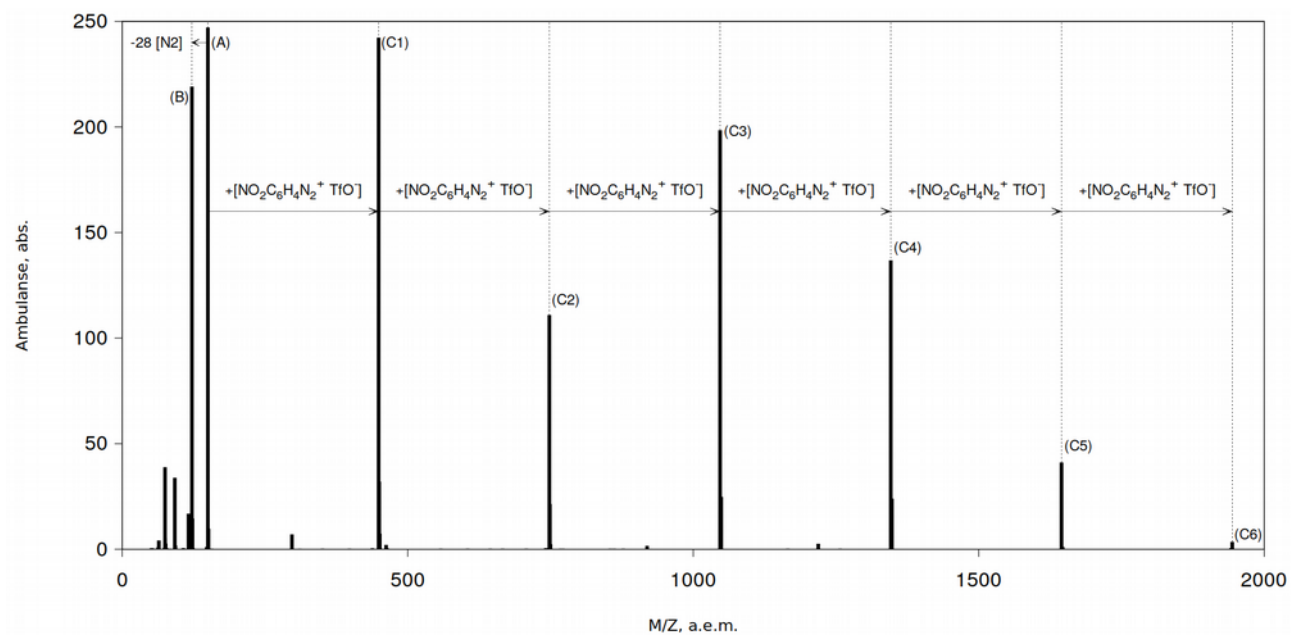 250
-28 [N2]
(A)
(C1)
(B)
200
(C3)
+[NO₂C₆H₄N₂⁺ TfO⁻]
+[NO₂C₆H₄N₂⁺ TfO⁻]
+[NO₂C₆H₄N₂⁺ TfO⁻]
+[NO₂C₆H₄N₂⁺ TfO⁻]
+[NO₂C₆H₄N₂⁺ TfO⁻]
+[NO₂C₆H₄N₂⁺ TfO⁻]
150
Ambulanse, abs.
(C4)
(C2)
100
50
(C5)
(C6)
0
0
500
1000
1500
2000
M/Z, a.e.m.